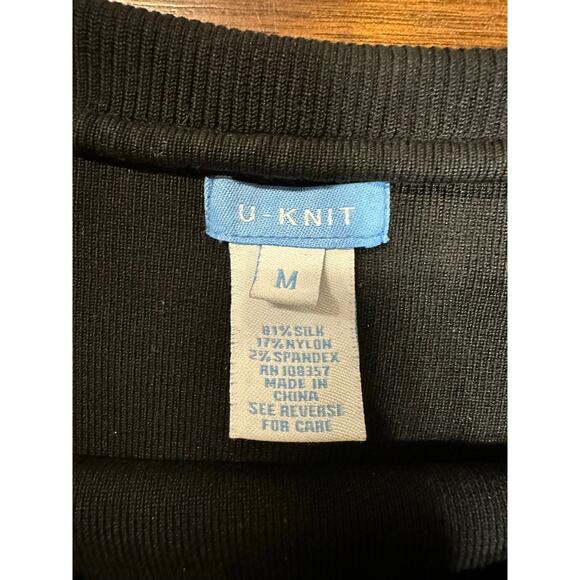 U-KNIT
M
81% SILK
17% NYLON
2% SPANDEX
RN 108357
MADE IN
CHINA
SEE REVERSE
FOR CARE